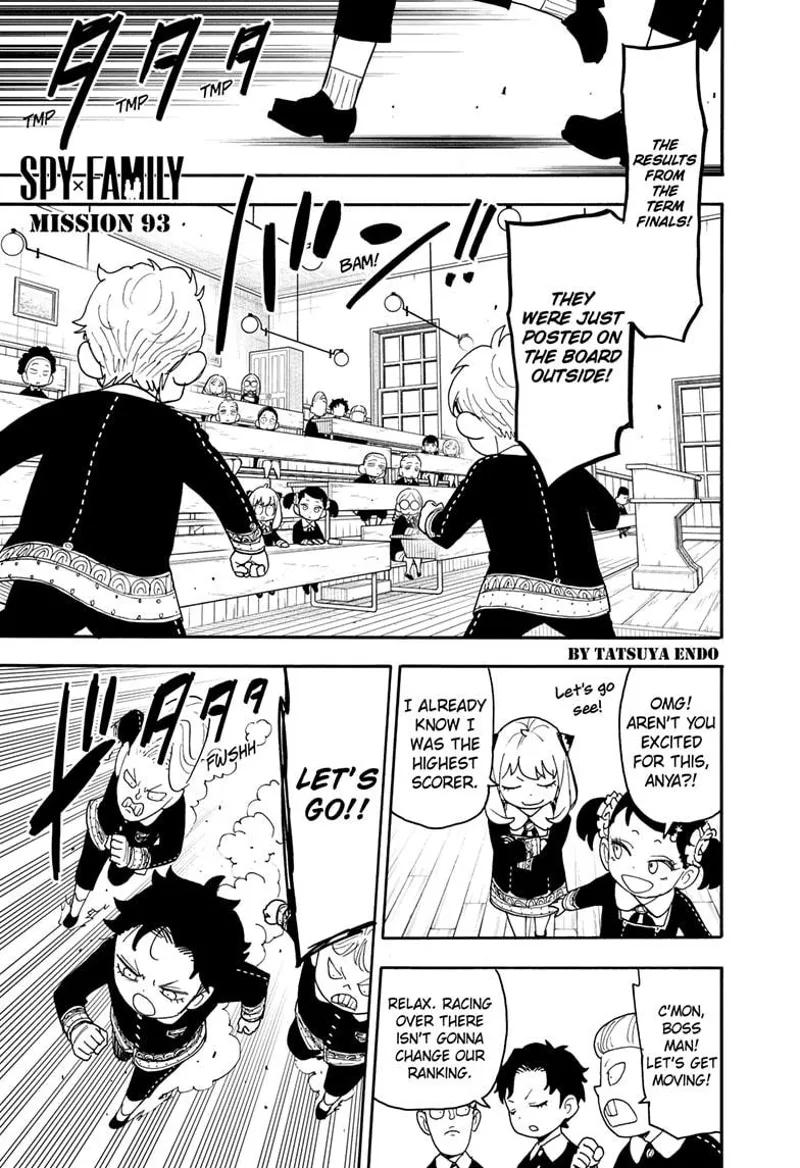 タタタ
TMP
TMP
TMP
THE
RESULTS
FROM
THE
TERM
FINALS!
SPY×FAMILY
MISSION 93
バン!!
BAM!
THEY
WERE JUST
POSTED ON
THE BOARD
OUTSIDE!
BY TATSUYA ENDO
OMG!
AREN'T YOU
EXCITED
FOR THIS,
ANYA?!
Let's go
see!
I ALREADY
KNOW I
WAS THE
HIGHEST
SCORER.
C'MON,
BOSS
MAN!
LET'S GET
MOVING!
RELAX. RACING
OVER THERE
ISN'T GONNA
CHANGE OUR
RANKING.
LET'S
GO!!
ドタタタ
FWSHH